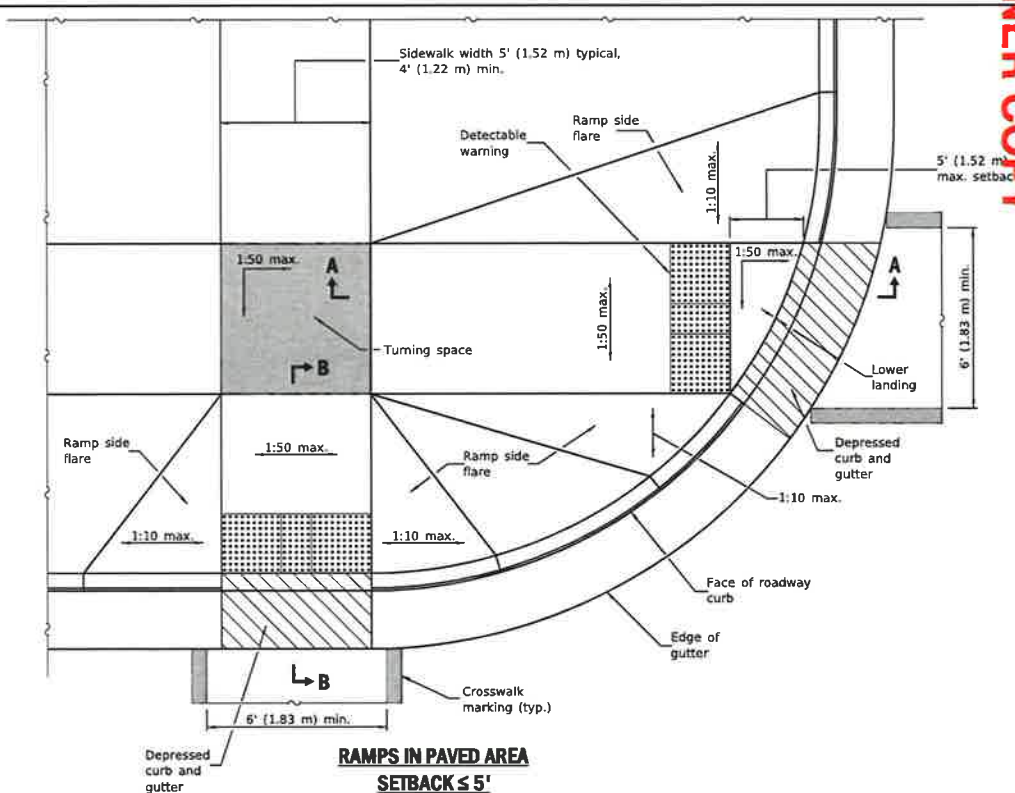 Sidewalk width 5' (1.52 m) typical,
4' (1.22 m) min.
Ramp side
flare
Detectable
warning
1:10 max.
5' (1.52 m)
max. setback
NER COPY
1:50 max.
A
1:50 max.
A
1:50 max.
Turning space
B
6' (1.83 m) min.
Lower
landing
Ramp side
flare
1:50 max.
Ramp side
flare
Depressed
curb and
gutter
1:10 max.
1:10 max.
1:10 max.
Face of roadway
curb
Edge of
gutter
B
Crosswalk
marking (typ.)
6' (1.83 m) min.
Depressed
curb and
gutter
RAMPS IN PAVED AREA
SETBACK ≤ 5'